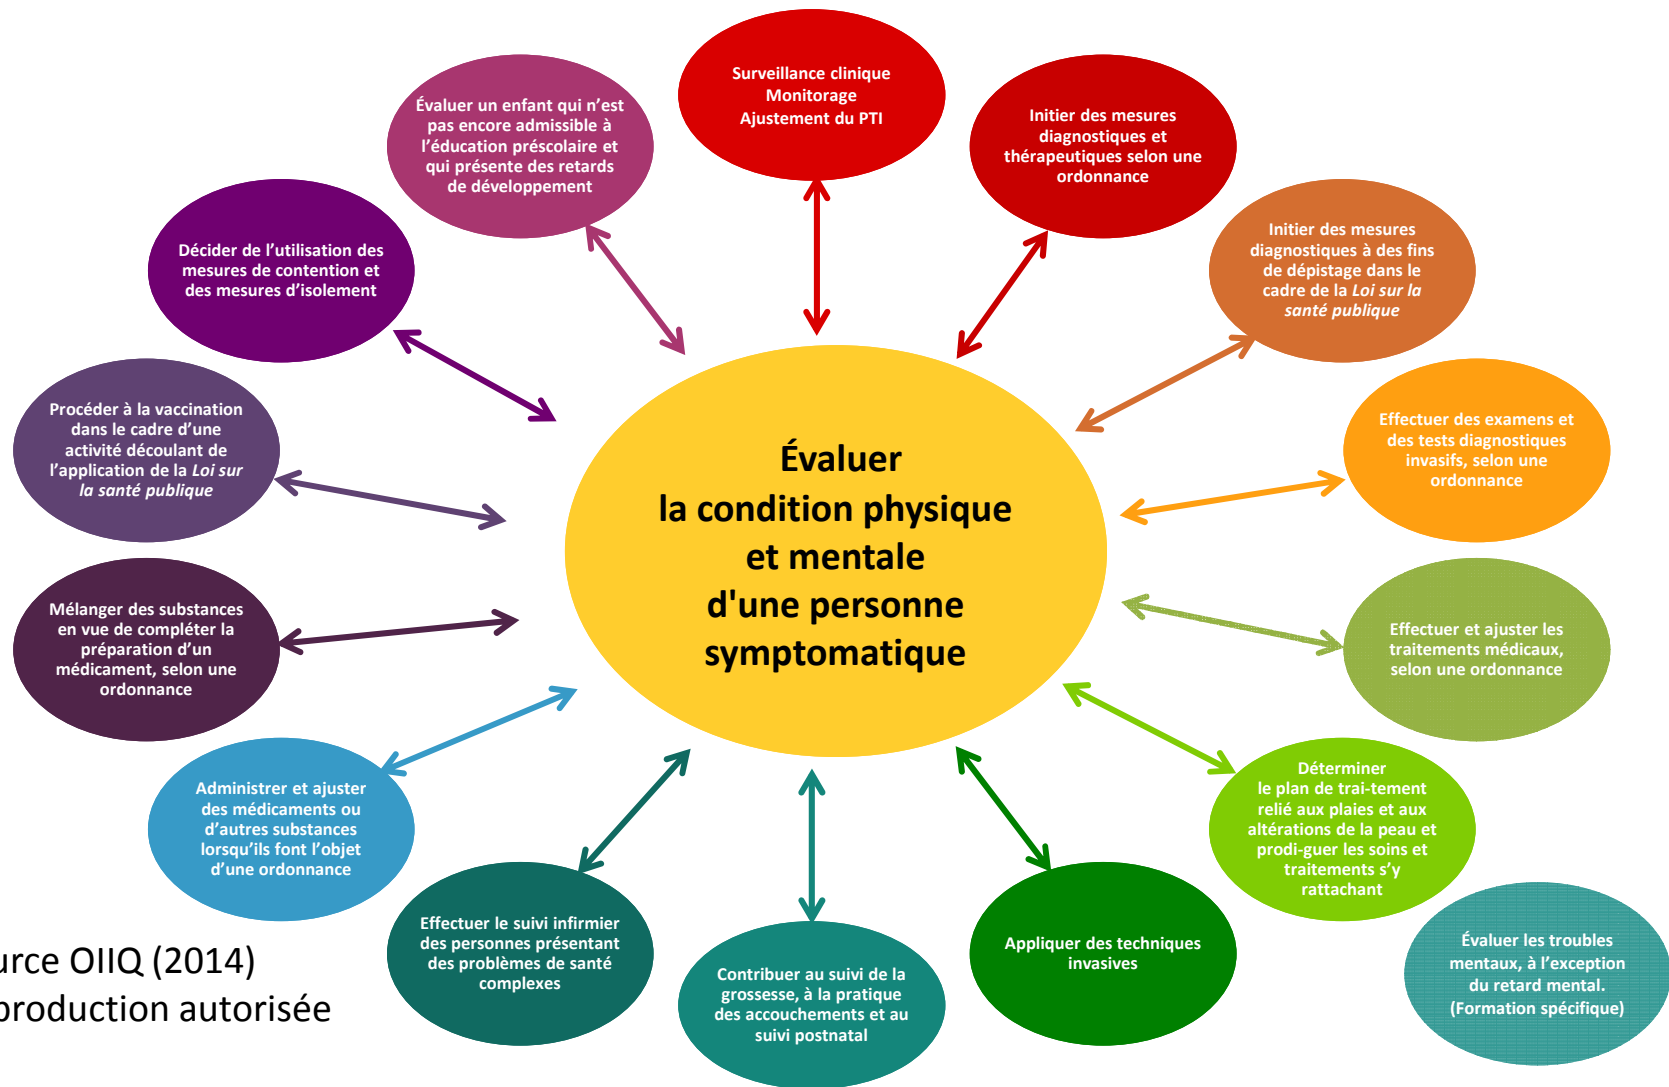 Surveillance clinique
Monitorage
Ajustement du PTI
Initier des mesures
diagnostiques et
thérapeutiques selon une
ordonnance
Initier des mesures
diagnostiques à des fins
de dépistage dans le
cadre de la Loi sur la
santé publique
Effectuer des examens et
des tests diagnostiques
invasifs, selon une
ordonnance
Effectuer et ajuster les
traitements médicaux,
selon une ordonnance
Déterminer
le plan de trai-tement
relié aux plaies et aux
altérations de la peau et
prodi-guer les soins et
traitements s’y
rattachant
Évaluer les troubles
mentaux, à l’exception
du retard mental.
(Formation spécifique)
Appliquer des techniques
invasives
Contribuer au suivi de la
grossesse, à la pratique
des accouchements et au
suivi postnatal
Effectuer le suivi infirmier
des personnes présentant
des problèmes de santé
complexes
Administrer et ajuster
des médicaments ou
d’autres substances
lorsqu’ils font l’objet
d’une ordonnance
Mélanger des substances
en vue de compléter la
préparation d’un
médicament, selon une
ordonnance
Procéder à la vaccination
dans le cadre d’une
activité découlant de
l’application de la Loi sur
la santé publique
Décider de l’utilisation des
mesures de contention et
des mesures d’isolement
Évaluer un enfant qui n’est
pas encore admissible à
l’éducation préscolaire et
qui présente des retards
de développement
Évaluer
la condition physique
et mentale
d'une personne
symptomatique
urce OIIQ (2014)
production autorisée